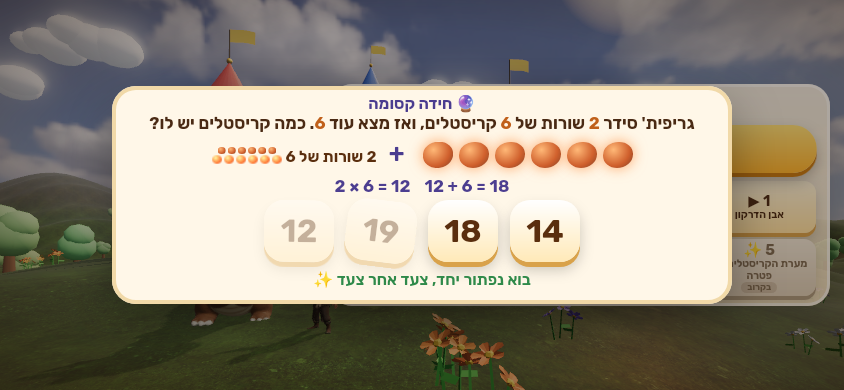 🔮 חידה קסומה
גריפית' סידר 2 שורות של 6 קריסטלים, ואז מצא עוד 6. כמה קריסטלים יש לו?
+ 2 שורות של 6
2 × 6 = 12   12 + 6 = 18
12 19 18 14
בוא נפתור יחד, צעד אחר צעד ✨
1 ▶
אבן הדרקון
5 ✨
מערת הקריסטלים
פטרה
בקרוב